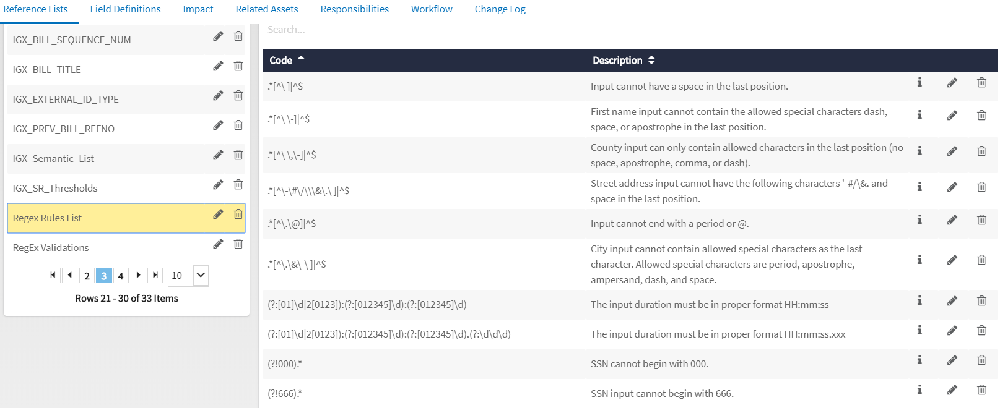 Reference Lists Field Definitions Impact Related Assets Responsibilities Workflow Change Log
IGX_BILL_SEQUENCE_NUM
IGX_BILL_TITLE
IGX_EXTERNAL_ID_TYPE
IGX_PREV_BILL_REFNO
IGX_Semantic_List
IGX_SR_Thresholds
Regex Rules List
RegEx Validations
2 3 4 10
Rows 21 - 30 of 33 Items
Search...
Code Description
.*[^\ ]|^$ Input cannot have a space in the last position.
.*[^\ \-]|^$ First name input cannot contain the allowed special characters dash,
space, or apostrophe in the last position.
.*[^\ \,\-]|^$ County input can only contain allowed characters in the last position (no
space, apostrophe, comma, or dash).
.*[^\-\#\/\\\&\.\ ]|^$ Street address input cannot have the following characters '-#/\&. and
space in the last position.
.*[^\.\@]|^$ Input cannot end with a period or @.
.*[^\.\&\-\ ]|^$ City input cannot contain allowed special characters as the last
character. Allowed special characters are period, apostrophe,
ampersand, dash, and space.
(?:[01]\d|2[0123]):(?:[012345]\d):(?:[012345]\d) The input duration must be in proper format HH:mm:ss
(?:[01]\d|2[0123]):(?:[012345]\d):(?:[012345]\d).(?:\d\d\d) The input duration must be in proper format HH:mm:ss.xxx
(?!000).* SSN cannot begin with 000.
(?!666).* SSN input cannot begin with 666.